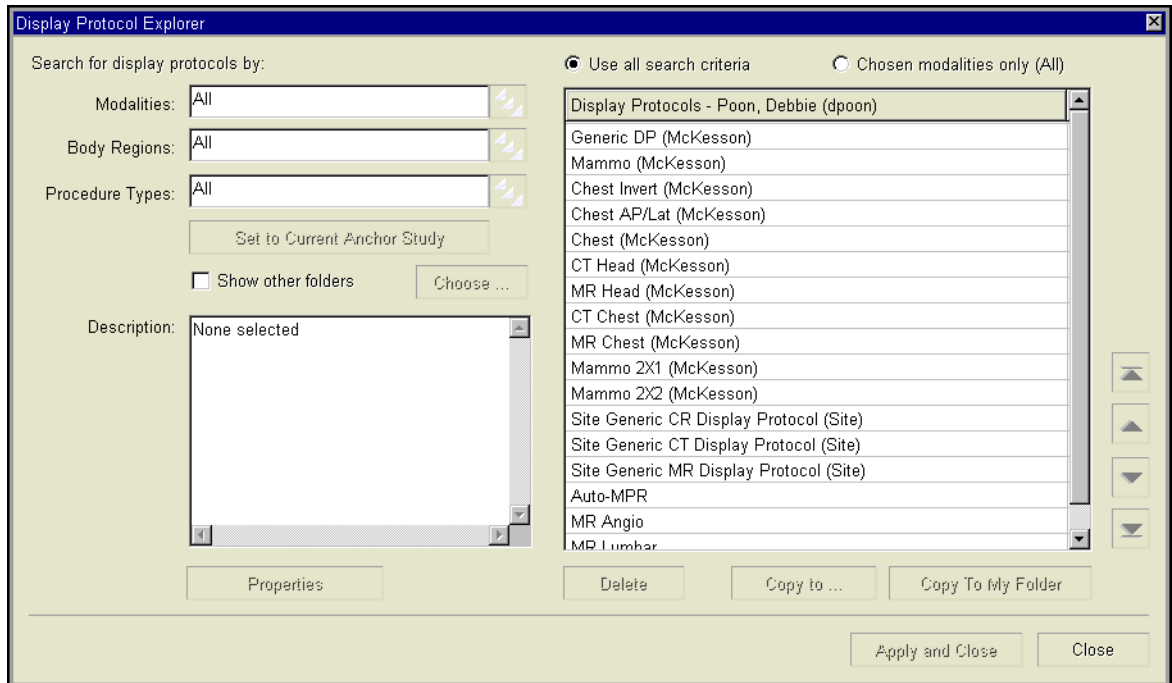 Display Protocol Explorer
Search for display protocols by:
Use all search criteria
Chosen modalities only (All)
Modalities:
All
Body Regions:
All
Procedure Types:
All
Set to Current Anchor Study
Show other folders
Choose ...
Description:
None selected
Properties
Display Protocols - Poon, Debbie (dpoon)
Generic DP (McKesson)
Mammo (McKesson)
Chest Invert (McKesson)
Chest AP/Lat (McKesson)
Chest (McKesson)
CT Head (McKesson)
MR Head (McKesson)
CT Chest (McKesson)
MR Chest (McKesson)
Mammo 2X1 (McKesson)
Mammo 2X2 (McKesson)
Site Generic CR Display Protocol (Site)
Site Generic CT Display Protocol (Site)
Site Generic MR Display Protocol (Site)
Auto-MPR
MR Angio
MR Lumbar
Delete
Copy to ...
Copy To My Folder
Apply and Close
Close